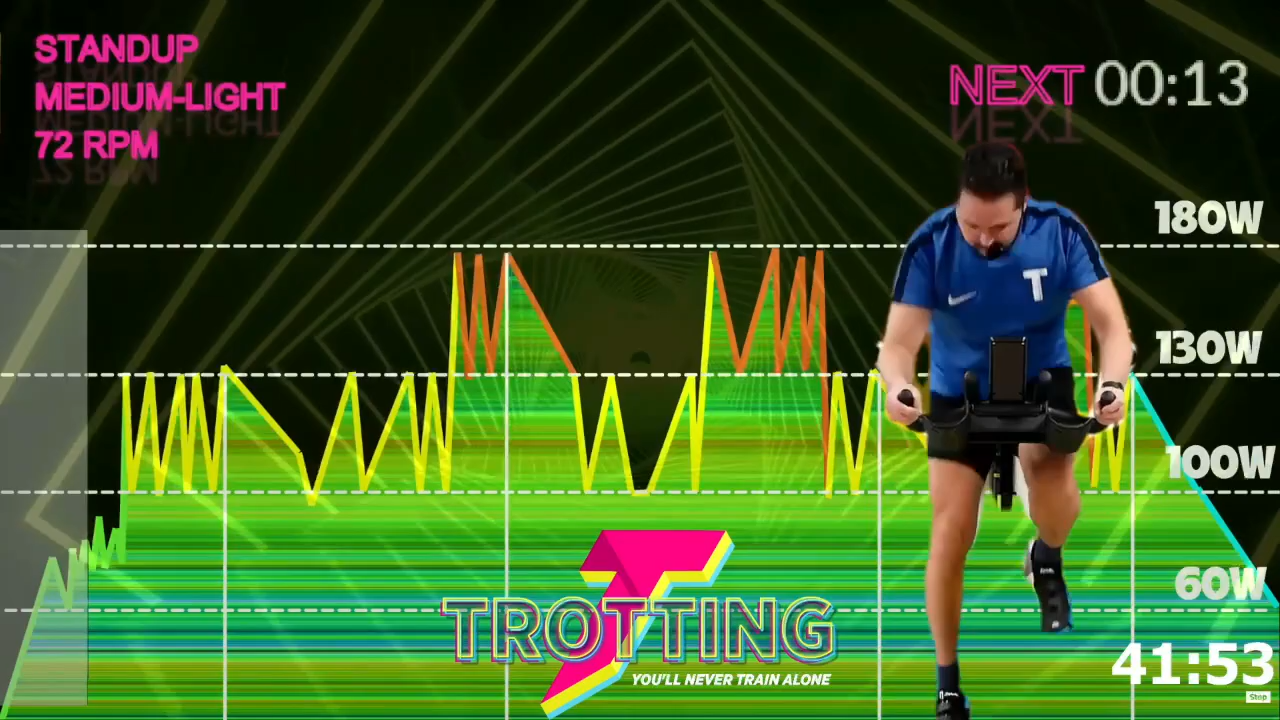 STANDUP
MEDIUM-LIGHT
72 RPM
NEXT 00:13
180W
130W
100W
60W
T
TROTTING
YOU'LL NEVER TRAIN ALONE
41:53
Stop